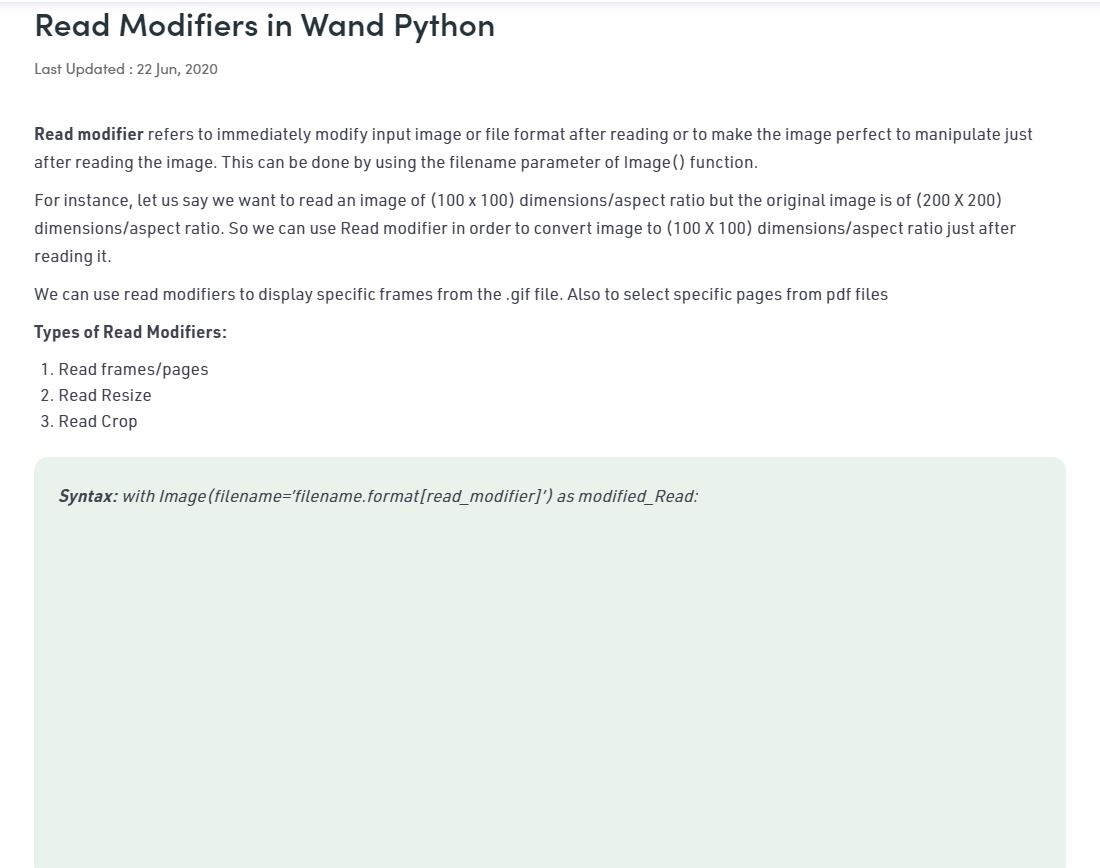 Read Modifiers in Wand Python
Last Updated : 22 Jun, 2020
Read modifier refers to immediately modify input image or file format after reading or to make the image perfect to manipulate just
after reading the image. This can be done by using the filename parameter of Image() function.
For instance, let us say we want to read an image of (100 x 100) dimensions/aspect ratio but the original image is of (200 X 200)
dimensions/aspect ratio. So we can use Read modifier in order to convert image to (100 X 100) dimensions/aspect ratio just after
reading it.
We can use read modifiers to display specific frames from the .gif file. Also to select specific pages from pdf files
Types of Read Modifiers:
1. Read frames/pages
2. Read Resize
3. Read Crop
Syntax: with Image(filename=’filename.format[read_modifier]’) as modified_Read: